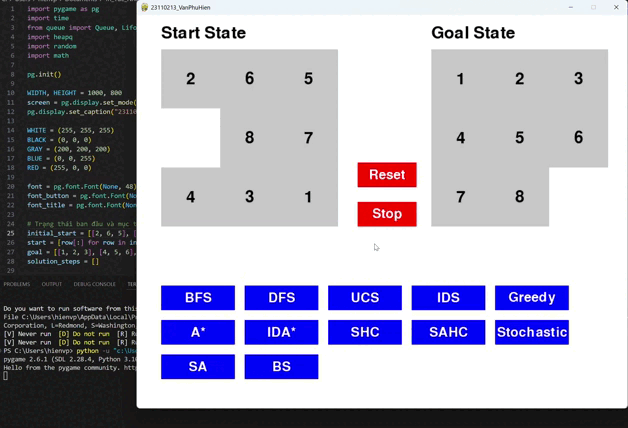 1 import pygame as pg
2 import time
3 from queue import Queue, Lifo
4 import heapq
5 import random
6 import math
7
8 pg.init()
9
10 WIDTH, HEIGHT = 1000, 800
11 screen = pg.display.set_mode(
12 pg.display.set_caption("23110
13
14 WHITE = (255, 255, 255)
15 BLACK = (0, 0, 0)
16 GRAY = (200, 200, 200)
17 BLUE = (0, 0, 255)
18 RED = (255, 0, 0)
19
20 font = pg.font.Font(None, 48)
21 font_button = pg.font.Font(No
22 font_title = pg.font.Font(Non
23
24 # Trạng thái ban đầu và mục t
25 initial_start = [[2, 6, 5], [
26 start = [row[:] for row in in
27 goal = [[1, 2, 3], [4, 5, 6],
28 solution_steps = []
29
PROBLEMS OUTPUT DEBUG CONSOLE TER
Do you want to run software from this
File C:\Users\hienvp\AppData\Local\P
Corporation, L=Redmond, S=Washington,
[V] Never run [D] Do not run [R] Ru
[V] Never run [D] Do not run [R] Ru
PS C:\Users\hienvp> python -u "c:\Use
pygame 2.6.1 (SDL 2.28.4, Python 3.1
Hello from the pygame community. http
23110213_VanPhuHien
Start State
2 6 5
8 7
4 3 1
Reset
Stop
Goal State
1 2 3
4 5 6
7 8
BFS DFS UCS IDS Greedy
A* IDA* SHC SAHC Stochastic
SA BS